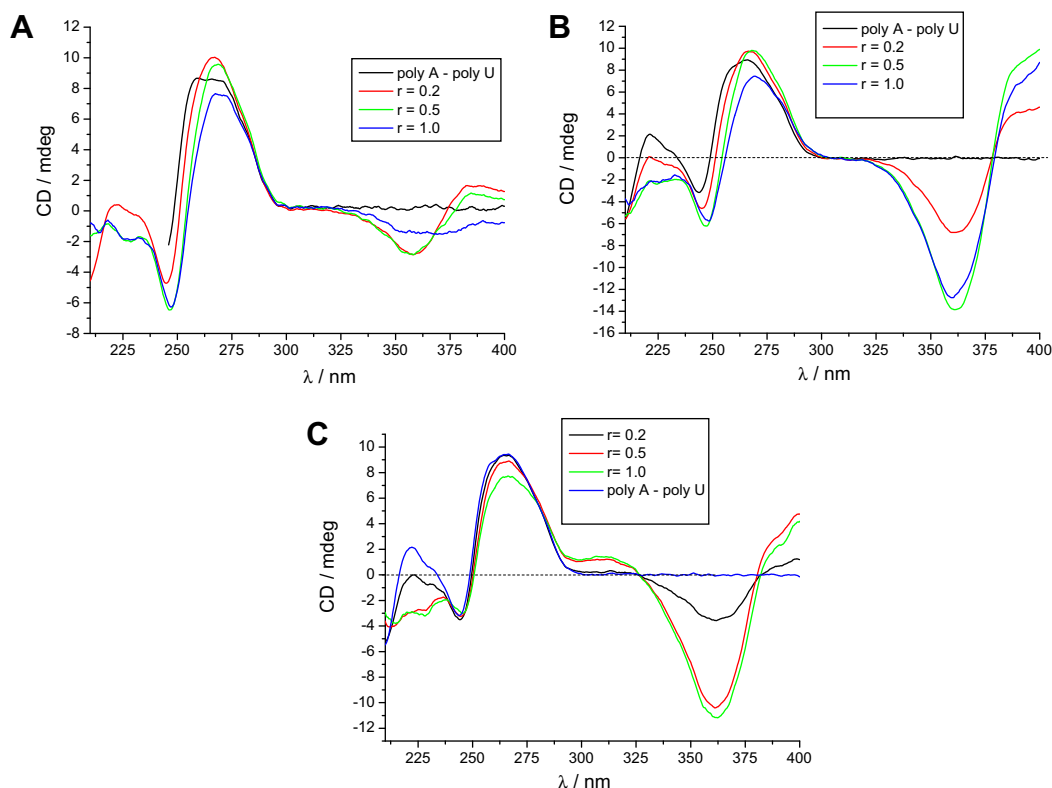 A
CD / mdeg
12
10
8
6
4
2
0
-2
-4
-6
-8
225 250 275 300 325 350 375 400
λ / nm
poly A - poly U
r = 0.2
r = 0.5
r = 1.0
B
CD / mdeg
12
10
8
6
4
2
0
-2
-4
-6
-8
-10
-12
-14
-16
225 250 275 300 325 350 375 400
λ / nm
poly A - poly U
r = 0.2
r = 0.5
r = 1.0
C
CD / mdeg
10
8
6
4
2
0
-2
-4
-6
-8
-10
-12
225 250 275 300 325 350 375 400
λ / nm
r= 0.2
r= 0.5
r= 1.0
poly A - poly U